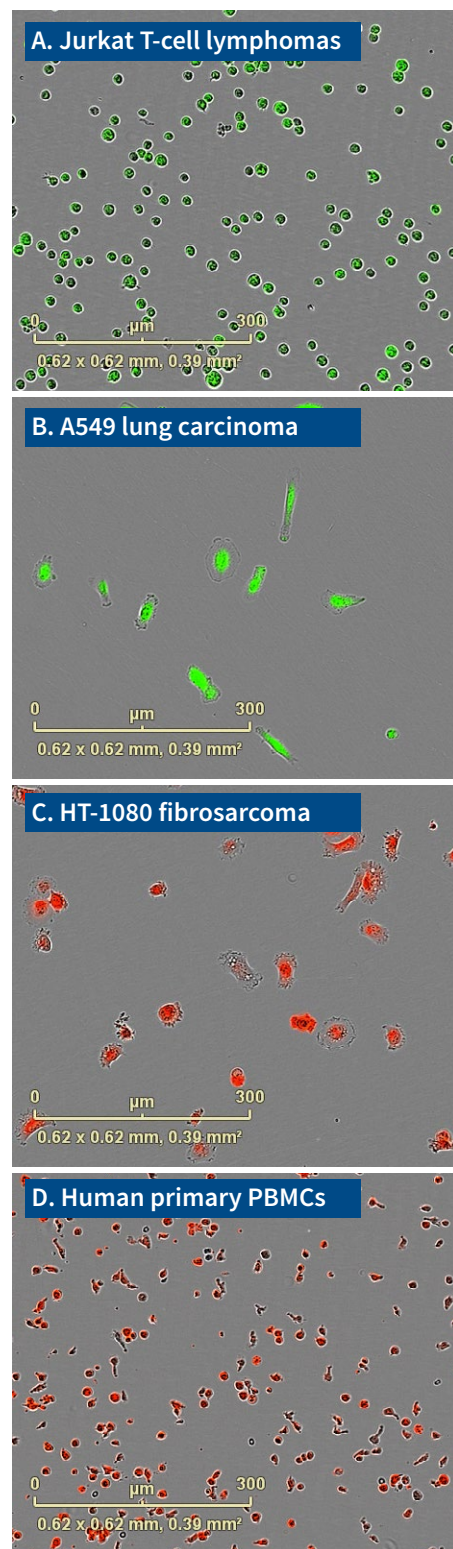 A. Jurkat T-cell lymphomas
0 µm 300
0.62 x 0.62 mm, 0.39 mm²
B. A549 lung carcinoma
0 µm 300
0.62 x 0.62 mm, 0.39 mm²
C. HT-1080 fibrosarcoma
0 µm 300
0.62 x 0.62 mm, 0.39 mm²
D. Human primary PBMCs
0 µm 300
0.62 x 0.62 mm, 0.39 mm²